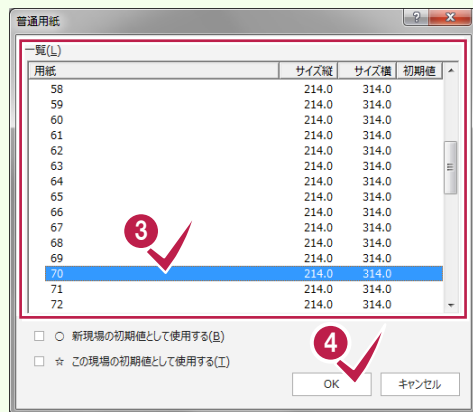 普通用紙
?
一覧(L)
用紙 サイズ縦 サイズ横 初期値
58 214.0 314.0
59 214.0 314.0
60 214.0 314.0
61 214.0 314.0
62 214.0 314.0
63 214.0 314.0
64 214.0 314.0
65 214.0 314.0
66 214.0 314.0
67 214.0 314.0
68 214.0 314.0
69 214.0 314.0
70 214.0 314.0
71 214.0 314.0
72 214.0 314.0
3
○ 新現場の初期値として使用する(B)
☆ この現場の初期値として使用する(T)
4
OK キャンセル